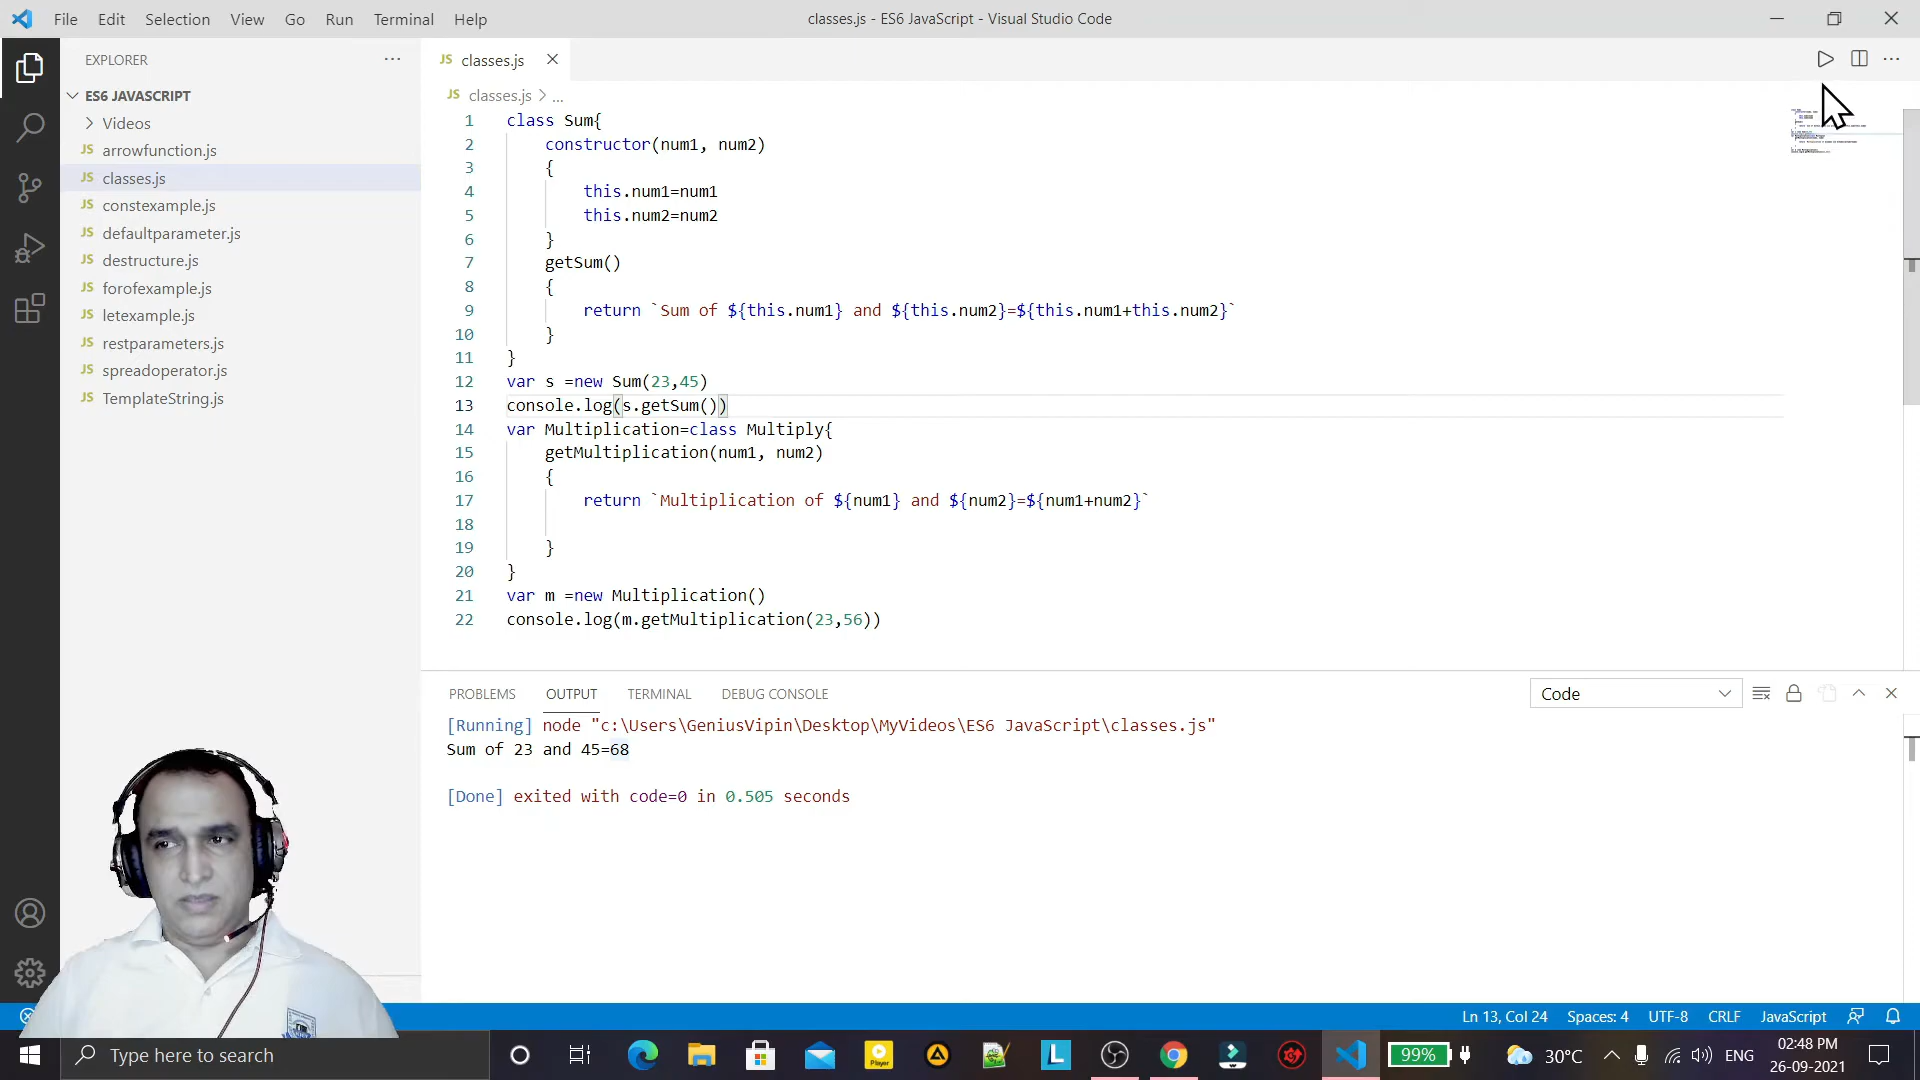 File Edit Selection View Go Run Terminal Help
classes.js - ES6 JavaScript - Visual Studio Code
EXPLORER
ES6 JAVASCRIPT
Videos
JS arrowfunction.js
JS classes.js
JS constexample.js
JS defaultparameter.js
JS destructure.js
JS forofexample.js
JS letexample.js
JS restparameters.js
JS spreadoperator.js
JS TemplateString.js
JS classes.js
JS classes.js > ...
1 class Sum{
2 constructor(num1, num2)
3 {
4 this.num1=num1
5 this.num2=num2
6 }
7 getSum()
8 {
9 return `Sum of ${this.num1} and ${this.num2}=${this.num1+this.num2}`
10 }
11 }
12 var s =new Sum(23,45)
13 console.log(s.getSum())
14 var Multiplication=class Multiply{
15 getMultiplication(num1, num2)
16 {
17 return `Multiplication of ${num1} and ${num2}=${num1+num2}`
18
19 }
20 }
21 var m =new Multiplication()
22 console.log(m.getMultiplication(23,56))
PROBLEMS OUTPUT TERMINAL DEBUG CONSOLE
Code
[Running] node "c:\Users\GeniusVipin\Desktop\MyVideos\ES6 JavaScript\classes.js"
Sum of 23 and 45=68
[Done] exited with code=0 in 0.505 seconds
Ln 13, Col 24 Spaces: 4 UTF-8 CRLF JavaScript
Type here to search
Player
L
99%
30°C
ENG
02:48 PM
26-09-2021